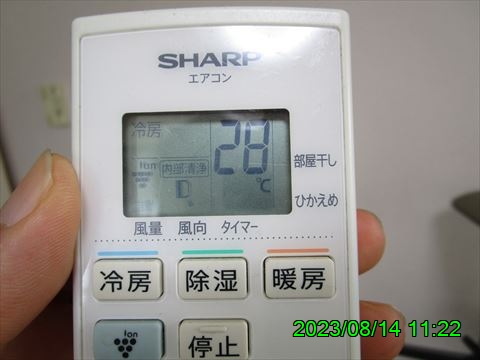 SHARP
エアコン
冷房 28℃
Ion 内部清浄
部屋干し
ひかえめ
風量 風向 タイマー
冷房 除湿 暖房
Ion 停止
2023/08/14 11:22